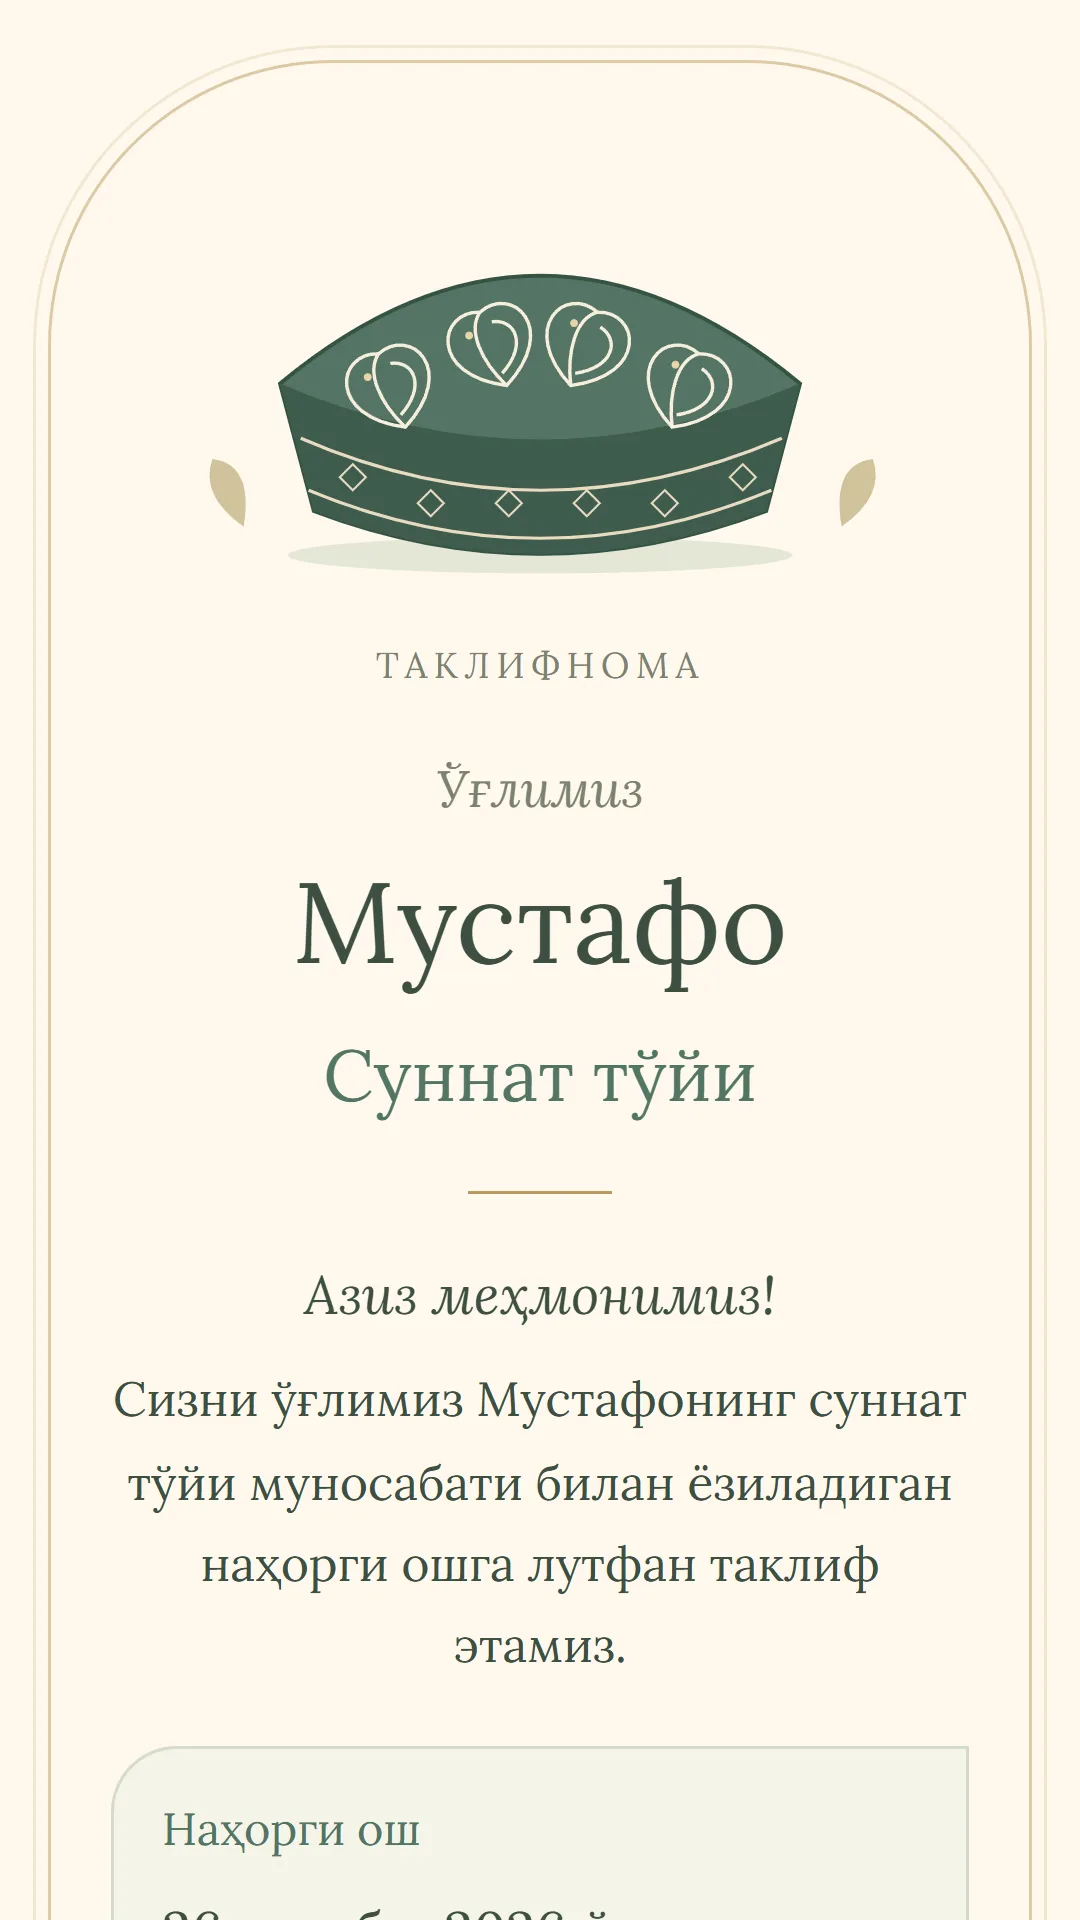 ТАКЛИФНОМА
Ўғлимиз
Мустафо
Суннат тўйи
Азиз меҳмонимиз!
Сизни ўғлимиз Мустафонинг суннат
тўйи муносабати билан ёзиладиган
наҳорги ошга лутфан таклиф
этамиз.
Наҳорги ош